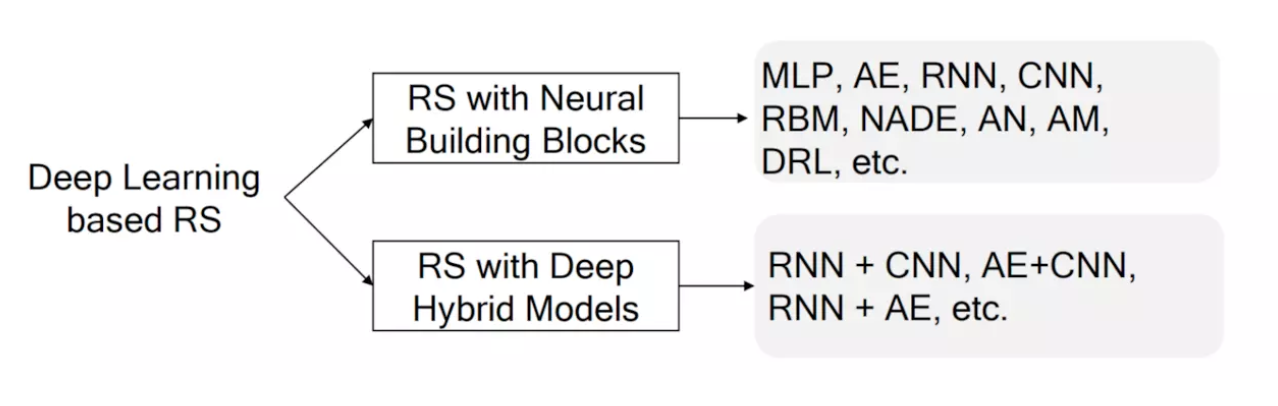 Deep Learning
based RS
RS with Neural
Building Blocks
MLP, AE, RNN, CNN,
RBM, NADE, AN, AM,
DRL, etc.
RS with Deep
Hybrid Models
RNN + CNN, AE+CNN,
RNN + AE, etc.